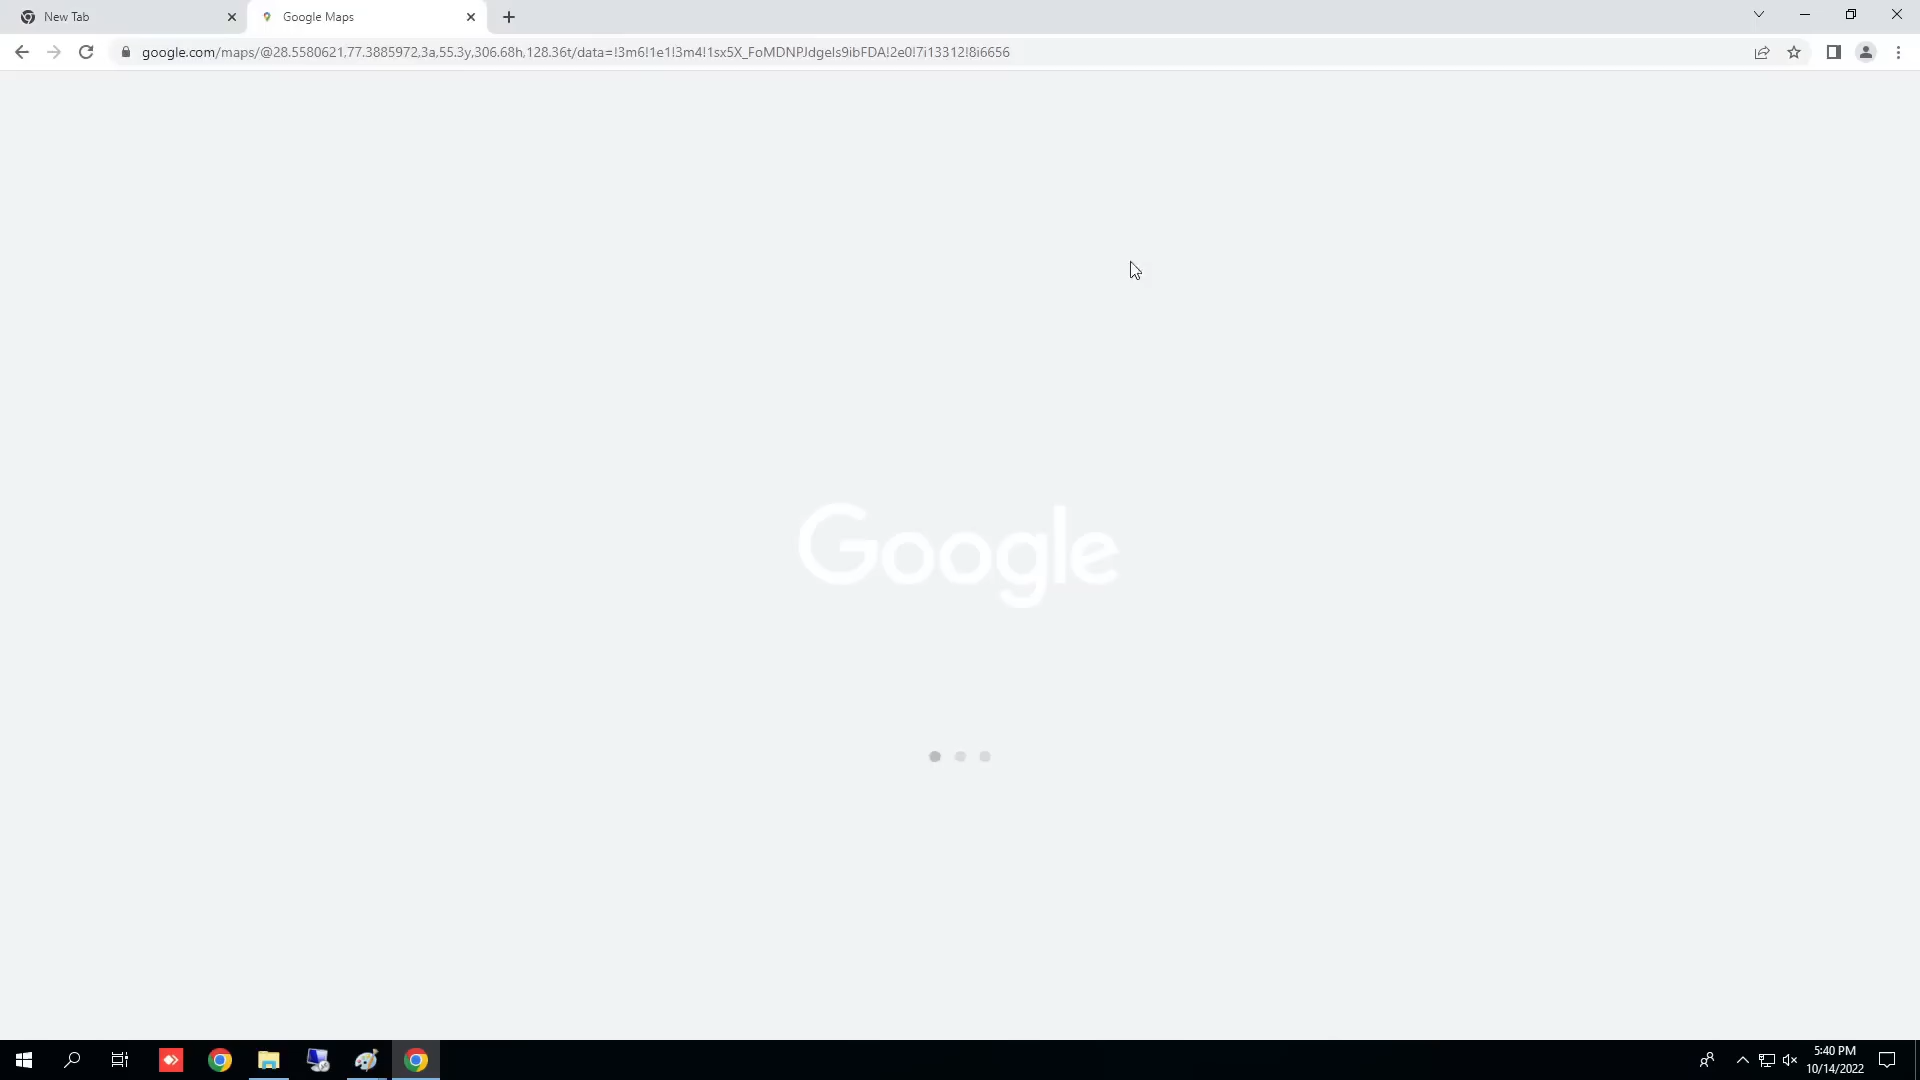 New Tab
Google Maps
google.com/maps/@28.5580621,77.3885972,3a,55.3y,306.68h,128.36t/data=!3m6!1e1!3m4!1sx5X_FoMDNPJdgels9ibFDA!2e0!7i13312!8i6656
Google
5:40 PM
10/14/2022